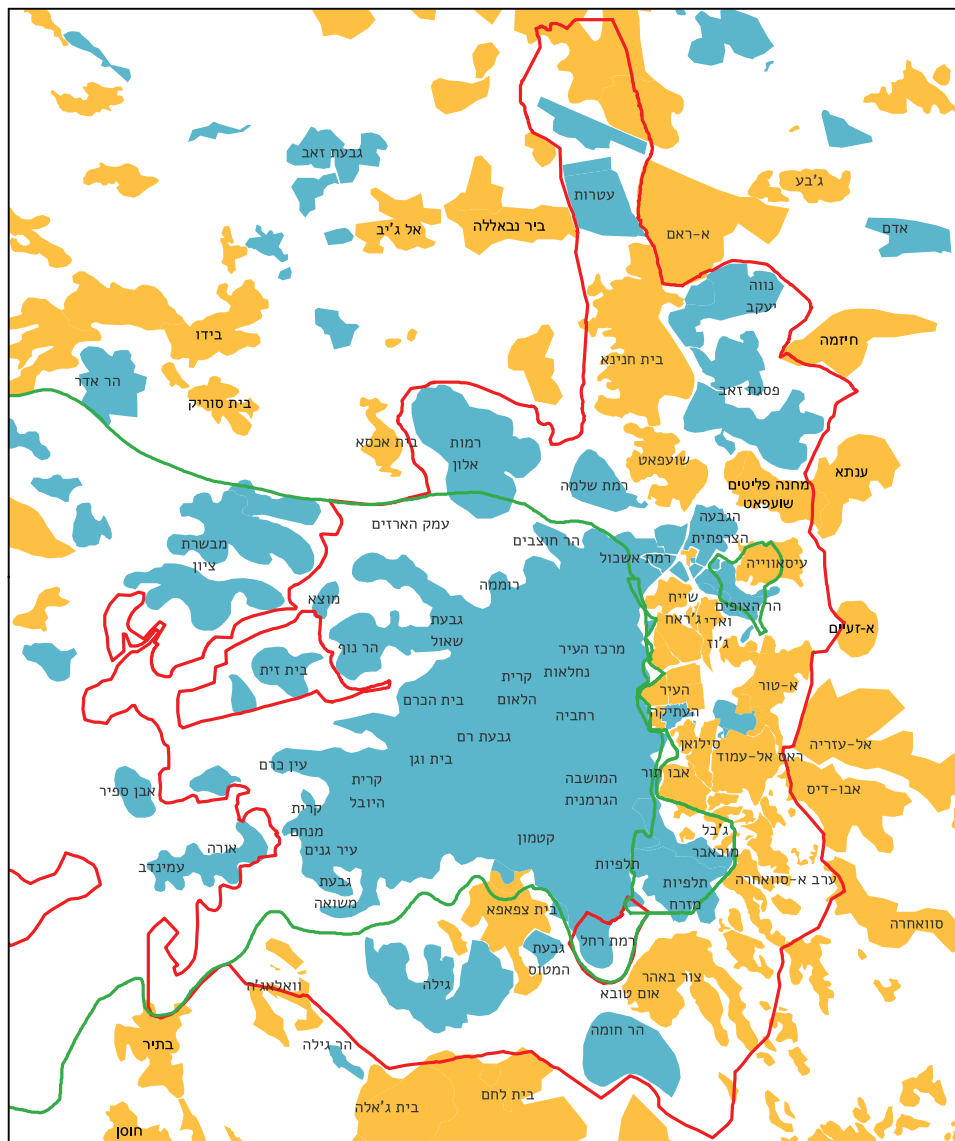 גבעת זאב
ג'בע
עטרות
אל ג'יב
ביר נבאללה
א-ראם
אדם
נווה
יעקב
בידו
חיזמה
בית חנינא
הר אדר
בית סוריק
פסגת זאב
בית אכסא
רמות
אלון
שועפאט
רמת שלמה
מחנה פליטים
שועפאט
ענתא
עמק הארזים
הגבעה
הצרפתית
מבשרת
ציון
הר חוצבים
רמת אשכול
עיסאווייה
רוממה
מוצא
שייח
ג'ראח
הר הצופים
ואדי
ג'וז
א-זעיים
גבעת
שאול
הר נוף
מרכז העיר
נחלאות
בית זית
קרית
הלאום
בית הכרם
העיר
העתיקה
א-טור
רחביה
גבעת רם
סילואן
אל-עזריה
ראס אל-עמוד
בית וגן
עין כרם
אבו תור
אבן ספיר
קרית
היובל
המושבה
הגרמנית
אבו-דיס
קרית
מנחם
ג'בל
מוכאבר
קטמון
עיר גנים
אורה
עמינדב
תלפיות
גבעת
משואה
תלפיות
מזרח
ערב א-סוואחרה
בית צפאפא
סוואחרה
רמת רחל
גבעת
המטוס
גילה
צור באהר
וואלאג'ה
אום טובא
הר חומה
בתיר
הר גילה
בית לחם
בית ג'אלה
חוסן